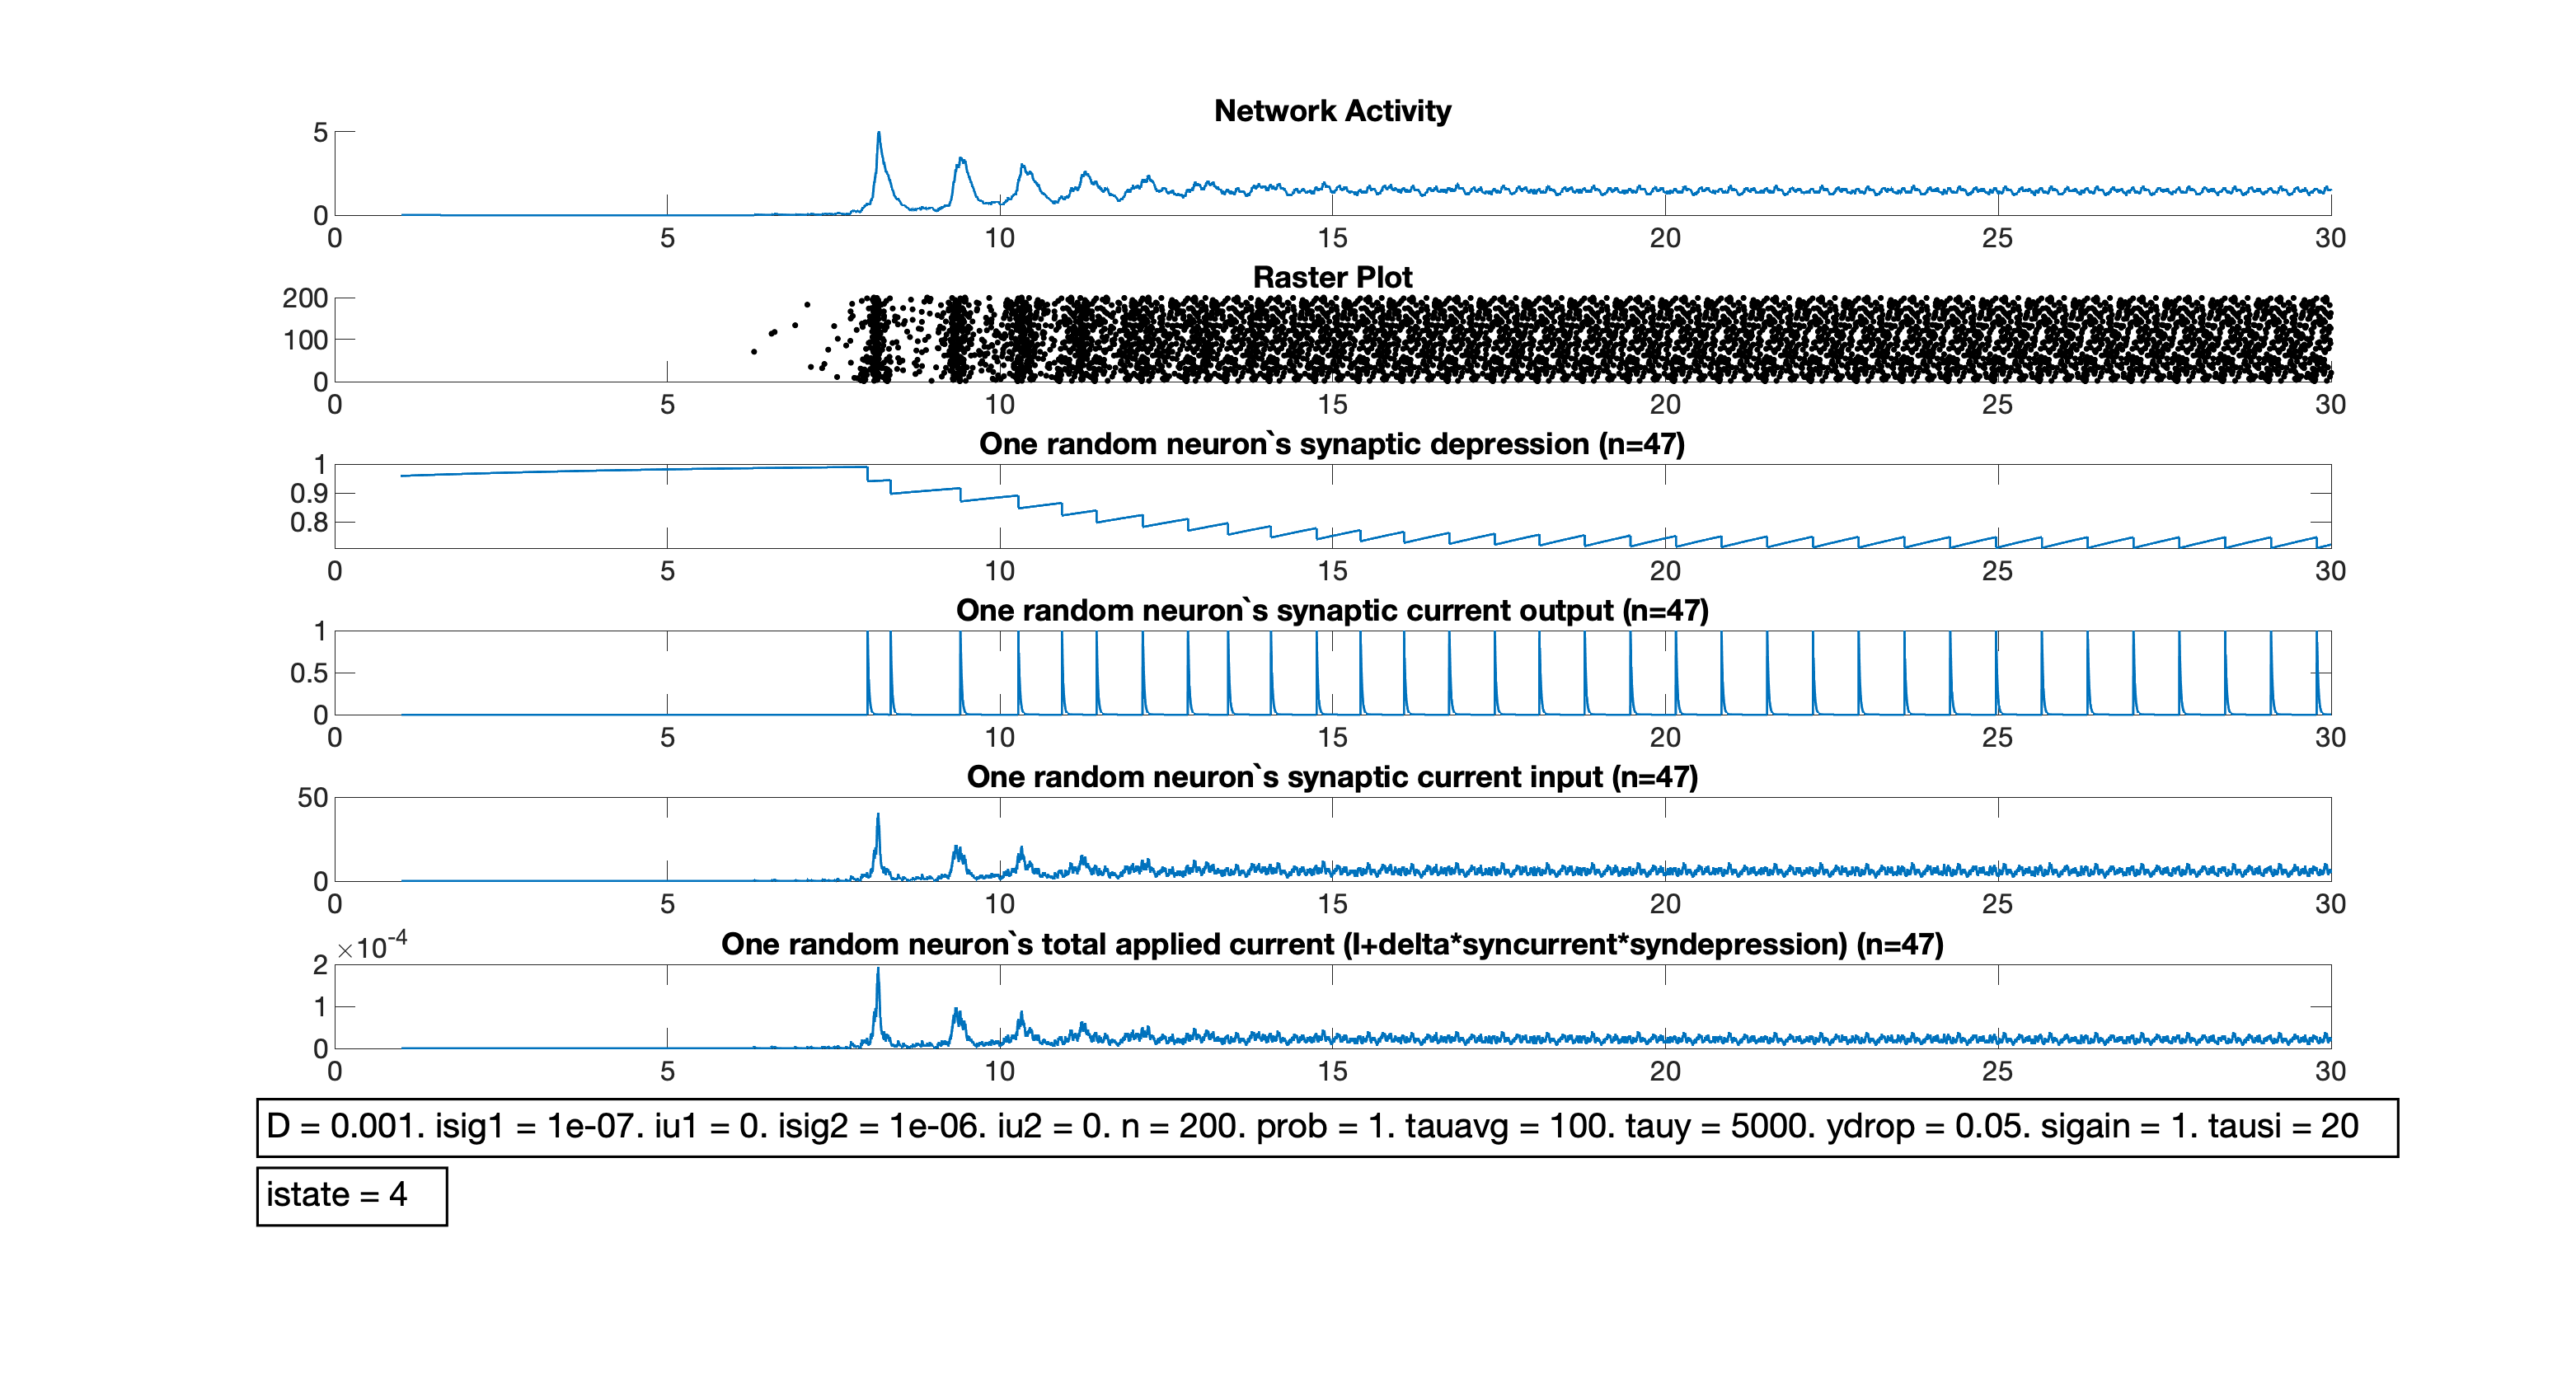 Network Activity
5
0
0 5 10 15 20 25 30
Raster Plot
200
100
0
0 5 10 15 20 25 30
One random neuron`s synaptic depression (n=47)
1
0.9
0.8
0 5 10 15 20 25 30
One random neuron`s synaptic current output (n=47)
1
0.5
0
0 5 10 15 20 25 30
One random neuron`s synaptic current input (n=47)
50
0
0 5 10 15 20 25 30
×10-4 One random neuron`s total applied current (I+delta*syncurrent*syndepression) (n=47)
2
1
0
0 5 10 15 20 25 30
D = 0.001. isig1 = 1e-07. iu1 = 0. isig2 = 1e-06. iu2 = 0. n = 200. prob = 1. tauavg = 100. tauy = 5000. ydrop = 0.05. sigain = 1. tausi = 20
istate = 4